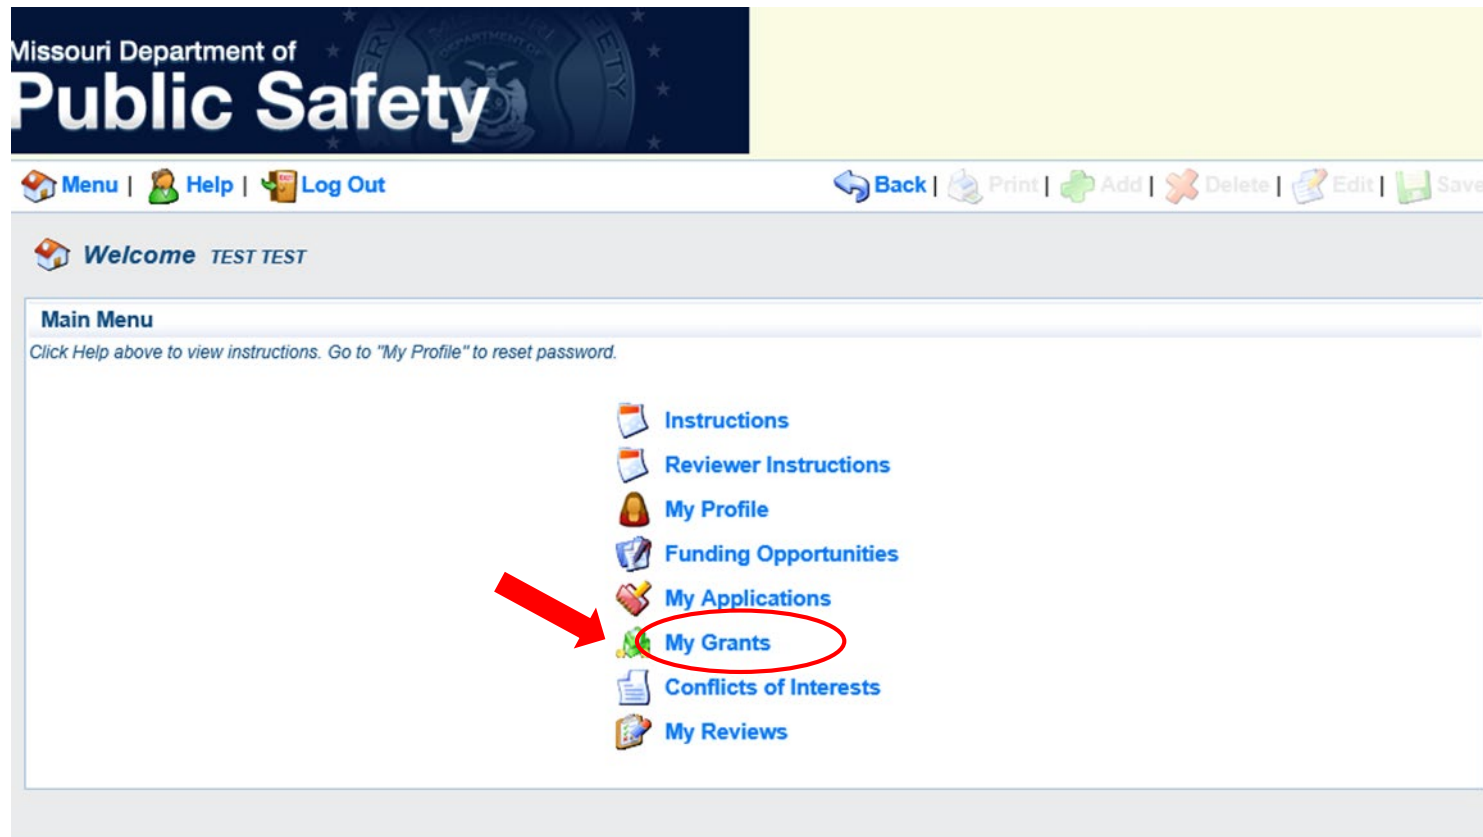 Missouri Department of
Public Safety
Menu | Help | Log Out
Back | Print | Add | Delete | Edit | Save
Welcome TEST TEST
Main Menu
Click Help above to view instructions. Go to "My Profile" to reset password.
Instructions
Reviewer Instructions
My Profile
Funding Opportunities
My Applications
My Grants
Conflicts of Interests
My Reviews